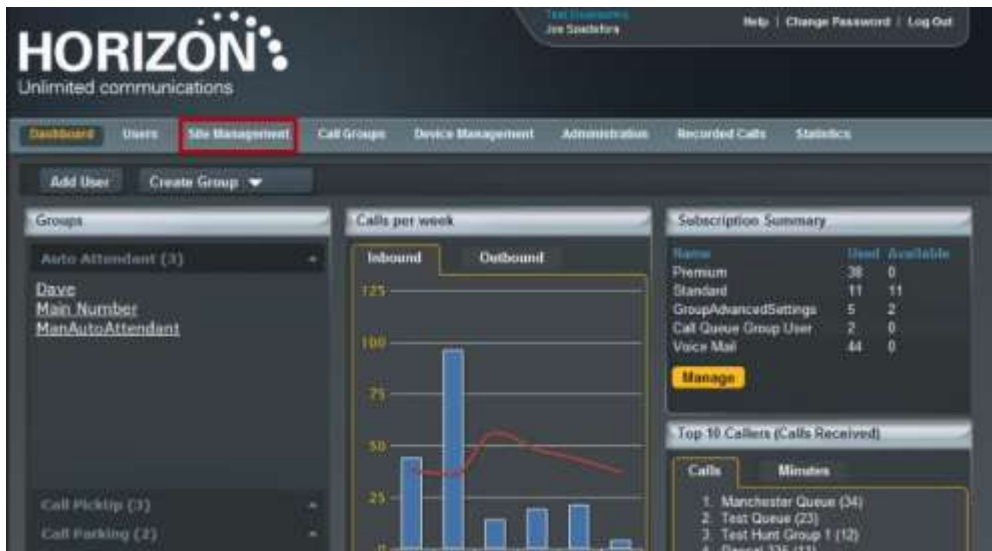 Joe Spadafora
Help | Change Password | Log Out
HORIZON
Unlimited communications
Dashboard Users Site Management Call Groups Device Management Administration Recorded Calls Statistics
Add User Create Group
Groups
Auto Attendant (3)
Dave
Main Number
ManAutoAttendant
Call PickUp (3)
Call Parking (2)
Calls per week
Inbound Outbound
125
100
75
50
25
0
Subscription Summary
Name Used Available
Premium 38 0
Standard 11 11
GroupAdvancedSettings 5 2
Call Queue Group User 2 0
Voice Mail 44 0
Manage
Top 10 Callers (Calls Received)
Calls Minutes
1. Manchester Queue (34)
2. Test Queue (23)
3. Test Hunt Group 1 (12)